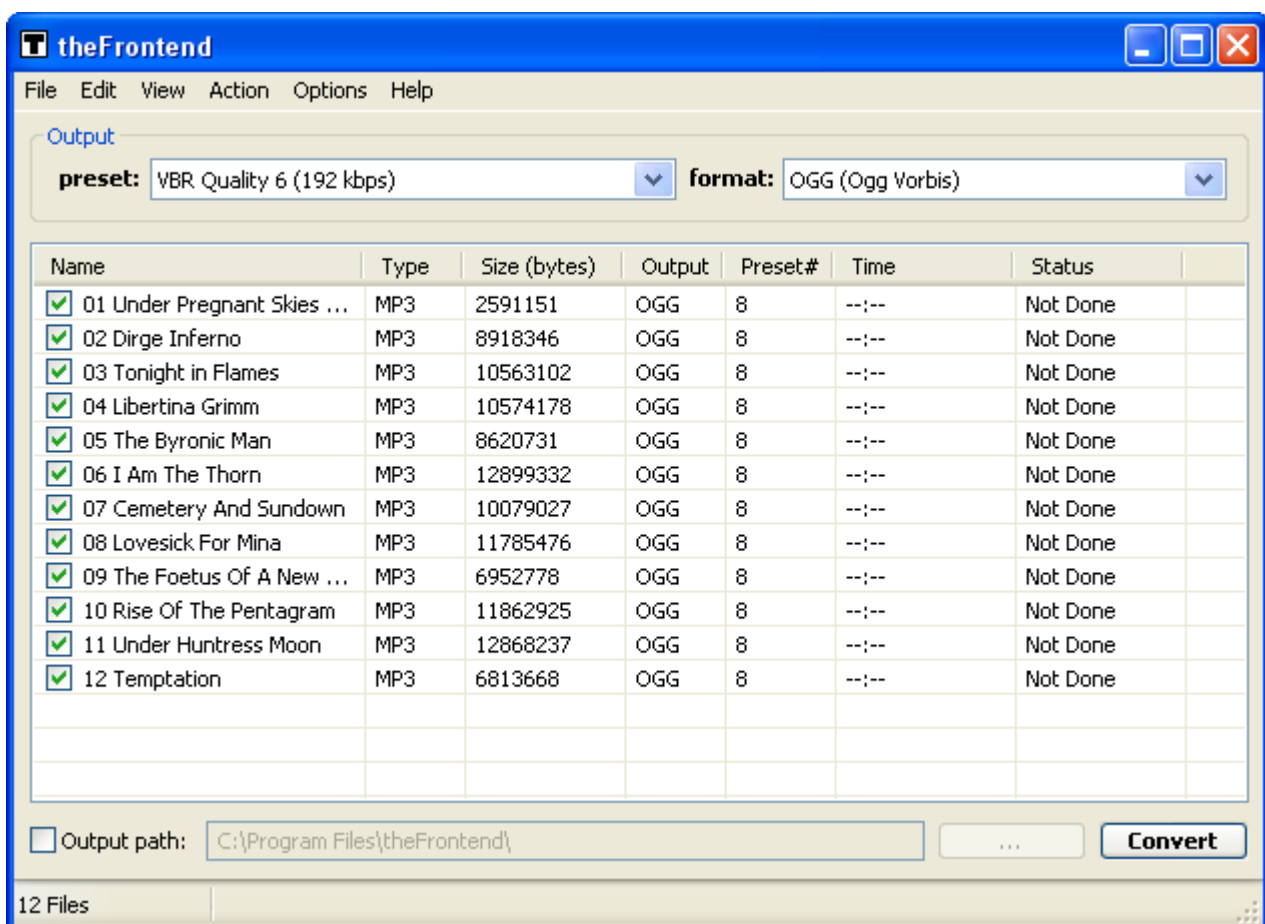 T theFrontend
File Edit View Action Options Help
Output
preset: VBR Quality 6 (192 kbps) format: OGG (Ogg Vorbis)
Name Type Size (bytes) Output Preset# Time Status
01 Under Pregnant Skies ... MP3 2591151 OGG 8 --:-- Not Done
02 Dirge Inferno MP3 8918346 OGG 8 --:-- Not Done
03 Tonight in Flames MP3 10563102 OGG 8 --:-- Not Done
04 Libertina Grimm MP3 10574178 OGG 8 --:-- Not Done
05 The Byronic Man MP3 8620731 OGG 8 --:-- Not Done
06 I Am The Thorn MP3 12899332 OGG 8 --:-- Not Done
07 Cemetery And Sundown MP3 10079027 OGG 8 --:-- Not Done
08 Lovesick For Mina MP3 11785476 OGG 8 --:-- Not Done
09 The Foetus Of A New ... MP3 6952778 OGG 8 --:-- Not Done
10 Rise Of The Pentagram MP3 11862925 OGG 8 --:-- Not Done
11 Under Huntress Moon MP3 12868237 OGG 8 --:-- Not Done
12 Temptation MP3 6813668 OGG 8 --:-- Not Done
Output path: C:\Program Files\theFrontend\ ... Convert
12 Files